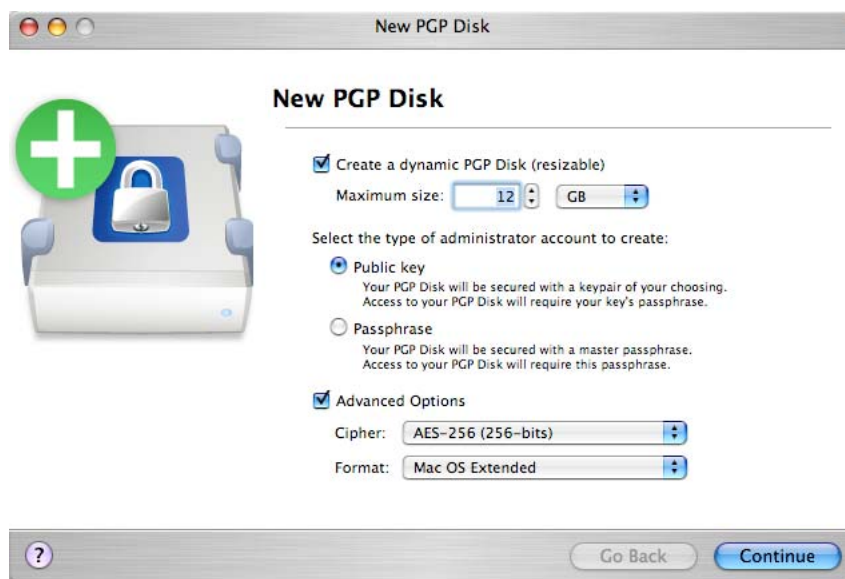 New PGP Disk
New PGP Disk
Create a dynamic PGP Disk (resizable)
Maximum size: 12 GB
Select the type of administrator account to create:
Public key
Your PGP Disk will be secured with a keypair of your choosing.
Access to your PGP Disk will require your key's passphrase.
Passphrase
Your PGP Disk will be secured with a master passphrase.
Access to your PGP Disk will require this passphrase.
Advanced Options
Cipher: AES-256 (256-bits)
Format: Mac OS Extended
? Go Back Continue